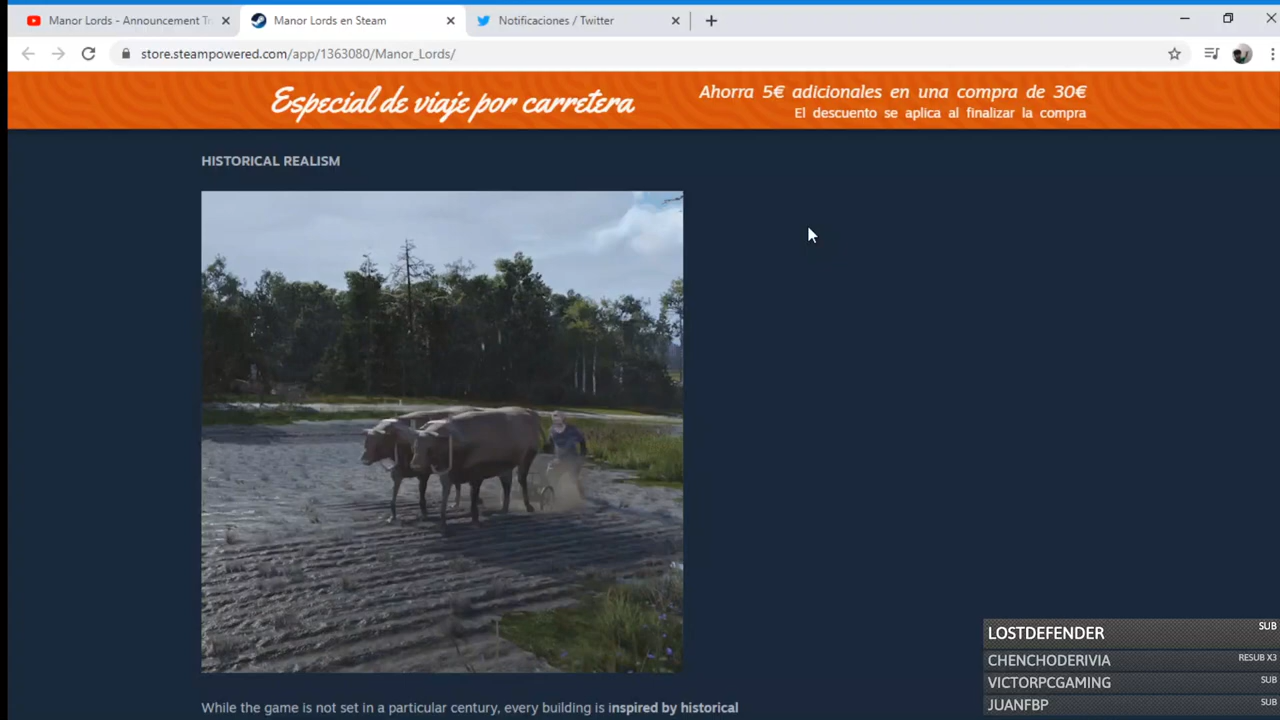 Manor Lords - Announcement T
Manor Lords en Steam
Notificaciones / Twitter
store.steampowered.com/app/1363080/Manor_Lords/
Especial de viaje por carretera
Ahorra 5€ adicionales en una compra de 30€
El descuento se aplica al finalizar la compra
HISTORICAL REALISM
While the game is not set in a particular century, every building is inspired by historical
LOSTDEFENDER SUB
CHENCHODERIVIA RESUB X3
VICTORPCGAMING SUB
JUANFBP SUB